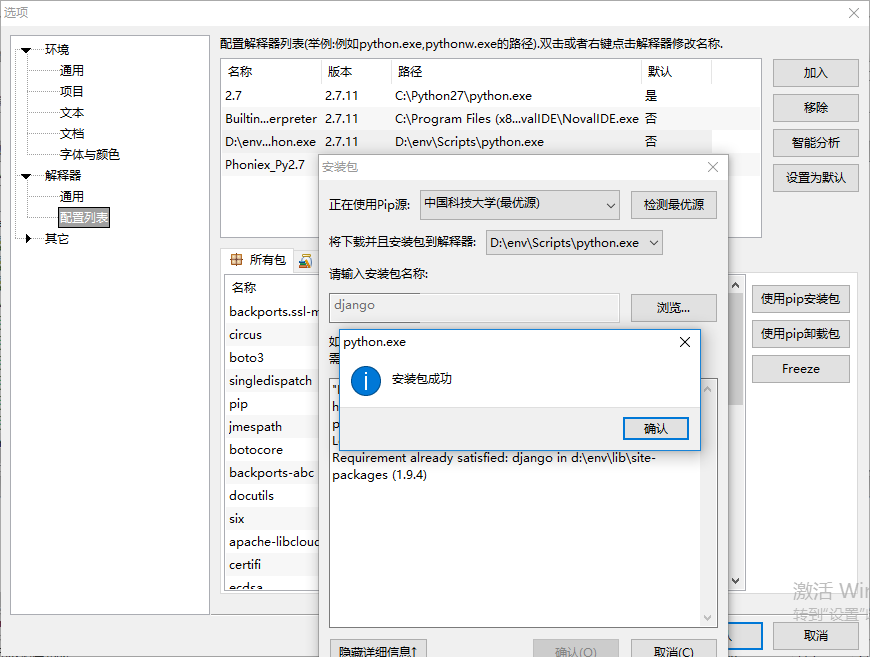 选项
环境
通用
项目
文本
文档
字体与颜色
解释器
通用
配置列表
其它
配置解释器列表(举例:例如python.exe,pythonw.exe的路径).双击或者右键点击解释器修改名称.
名称 版本 路径 默认
2.7 2.7.11 C:\Python27\python.exe 是
Builtin...erpreter 2.7.11 C:\Program Files (x8...valIDE\NovalIDE.exe 否
D:\env...hon.exe 2.7.11 D:\env\Scripts\python.exe 否
Phoniex_Py2.7
加入
移除
智能分析
设置为默认
所有包
名称
backports.ssl-m
circus
boto3
singledispatch
pip
jmespath
botocore
backports-abc
docutils
six
apache-libcloud
certifi
ecdsa
使用pip安装包
使用pip卸载包
Freeze
安装包
正在使用Pip源: 中国科技大学(最优源) 检测最优源
将下载并且安装包到解释器: D:\env\Scripts\python.exe
请输入安装包名称:
django 浏览...
如
需
python.exe
安装包成功
确认
Requirement already satisfied: django in d:\env\lib\site-
packages (1.9.4)
隐藏详细信息↑ 确认(O) 取消(C)
取消
激活 Win
转到"设置"